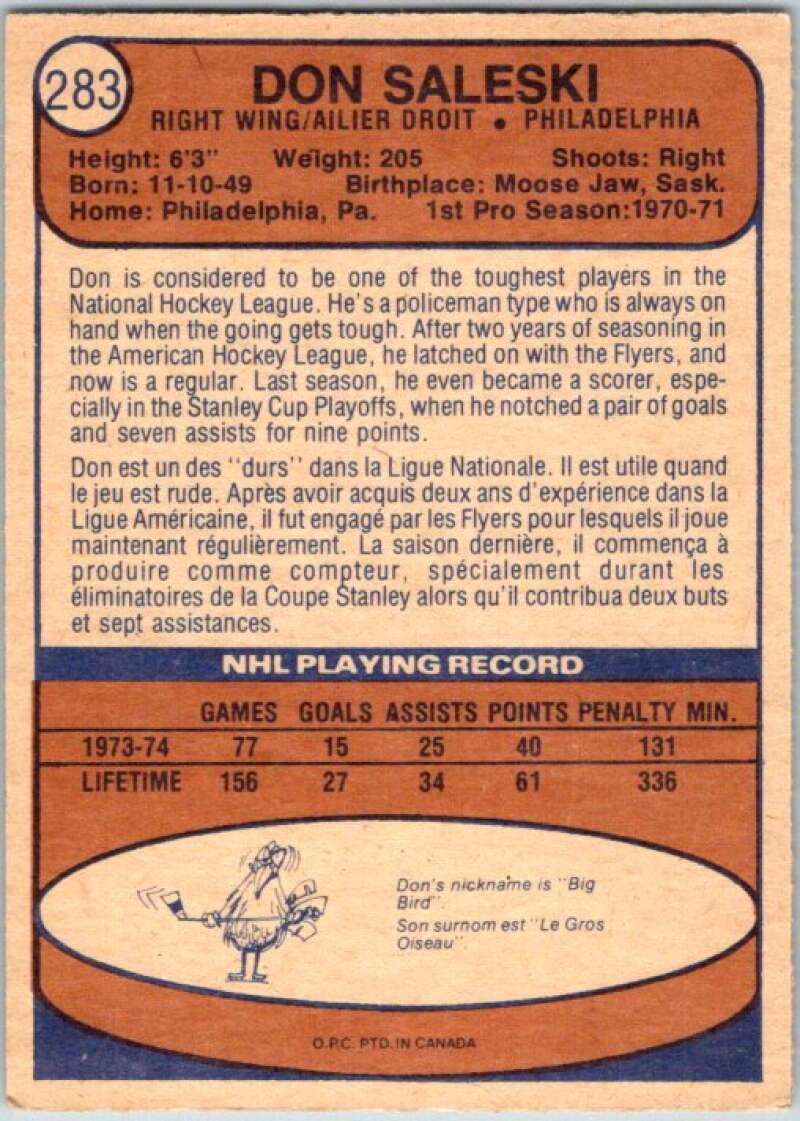 283
DON SALESKI
RIGHT WING/AILIER DROIT • PHILADELPHIA
Height: 6'3" Weight: 205 Shoots: Right
Born: 11-10-49 Birthplace: Moose Jaw, Sask.
Home: Philadelphia, Pa. 1st Pro Season:1970-71
Don is considered to be one of the toughest players in the
National Hockey League. He's a policeman type who is always on
hand when the going gets tough. After two years of seasoning in
the American Hockey League, he latched on with the Flyers, and
now is a regular. Last season, he even became a scorer, espe-
cially in the Stanley Cup Playoffs, when he notched a pair of goals
and seven assists for nine points.
Don est un des "durs" dans la Ligue Nationale. Il est utile quand
le jeu est rude. Après avoir acquis deux ans d'expérience dans la
Ligue Américaine, il fut engagé par les Flyers pour lesquels il joue
maintenant régulièrement. La saison dernière, il commença à
produire comme compteur, spécialement durant les
éliminatoires de la Coupe Stanley alors qu'il contribua deux buts
et sept assistances.
NHL PLAYING RECORD
GAMES GOALS ASSISTS POINTS PENALTY MIN.
1973-74 77 15 25 40 131
LIFETIME 156 27 34 61 336
Don's nickname is "Big
Bird".
Son surnom est "Le Gros
Oiseau".
O.P.C. PTD. IN CANADA